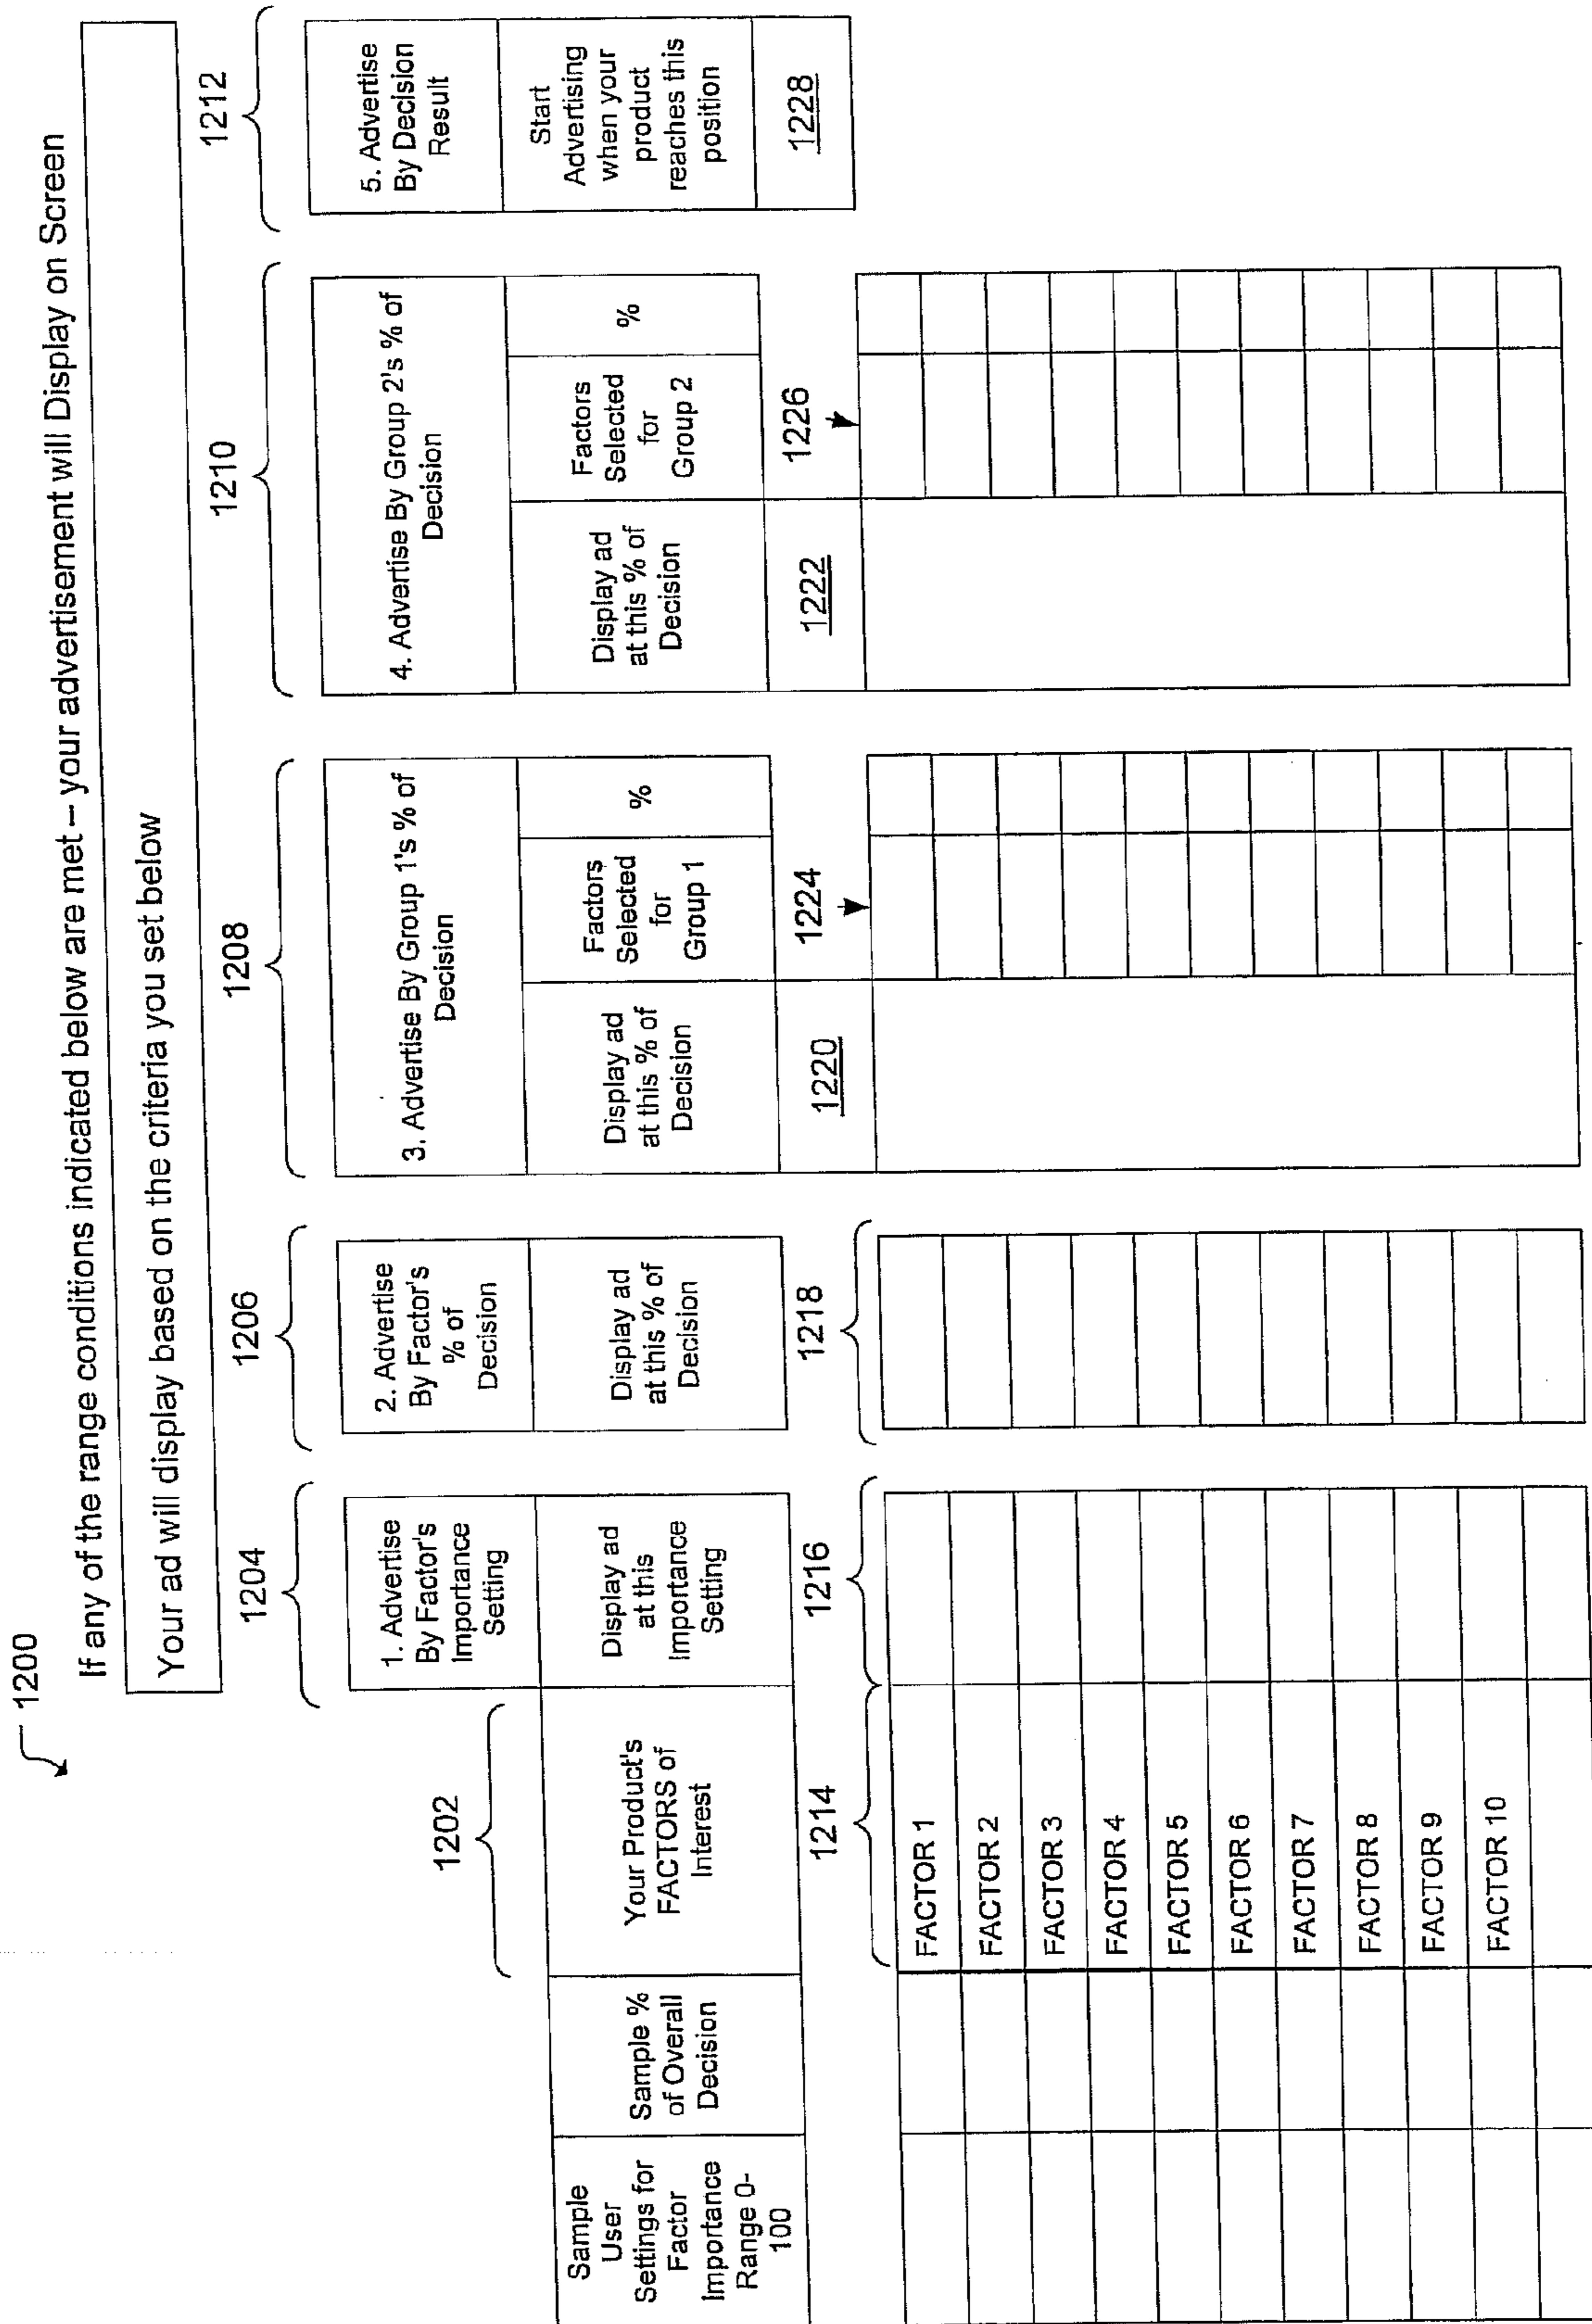 1200
If any of the range conditions indicated below are met – your advertisement will Display on Screen
Your ad will display based on the criteria you set below
1202
1204
1206
1208
1210
1212
1. Advertise
By Factor's
Importance
Setting
2. Advertise
By Factor's
% of
Decision
3. Advertise By Group 1's % of
Decision
4. Advertise By Group 2's % of
Decision
5. Advertise
By Decision
Result
Sample
User
Settings for
Factor
Importance
Range 0-
100
Sample %
of Overall
Decision
Your Product's
FACTORS of
Interest
Display ad
at this
Importance
Setting
Display ad
at this % of
Decision
Display ad
at this % of
Decision
Factors
Selected
for
Group 1
%
Display ad
at this % of
Decision
Factors
Selected
for
Group 2
%
Start
Advertising
when your
product
reaches this
position
1214
1216
1218
1220
1224
1222
1226
1228
FACTOR 1
FACTOR 2
FACTOR 3
FACTOR 4
FACTOR 5
FACTOR 6
FACTOR 7
FACTOR 8
FACTOR 9
FACTOR 10